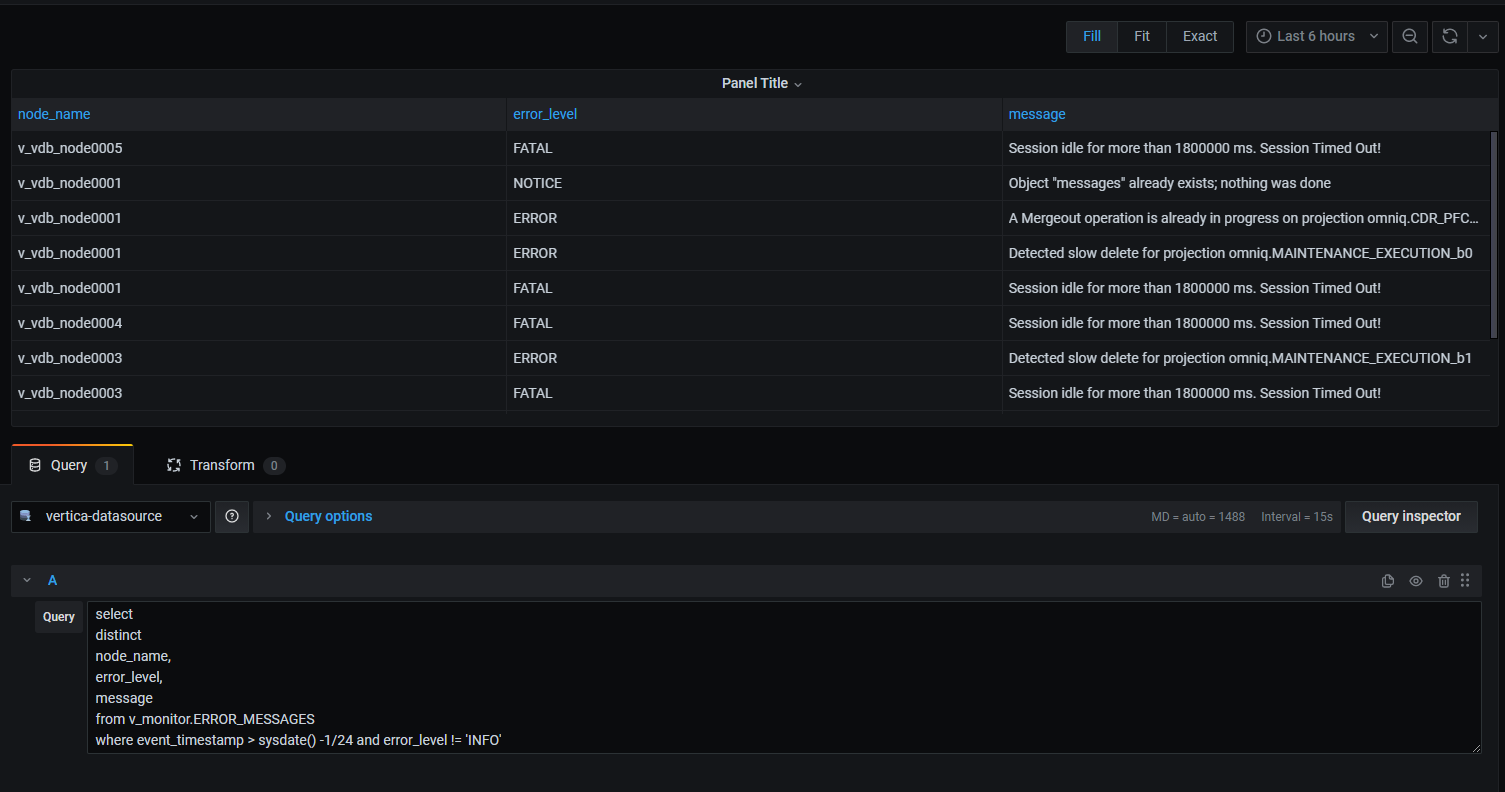 Fill Fit Exact Last 6 hours
Panel Title
node_name error_level message
v_vdb_node0005 FATAL Session idle for more than 1800000 ms. Session Timed Out!
v_vdb_node0001 NOTICE Object "messages" already exists; nothing was done
v_vdb_node0001 ERROR A Mergeout operation is already in progress on projection omniq.CDR_PFC...
v_vdb_node0001 ERROR Detected slow delete for projection omniq.MAINTENANCE_EXECUTION_b0
v_vdb_node0001 FATAL Session idle for more than 1800000 ms. Session Timed Out!
v_vdb_node0004 FATAL Session idle for more than 1800000 ms. Session Timed Out!
v_vdb_node0003 ERROR Detected slow delete for projection omniq.MAINTENANCE_EXECUTION_b1
v_vdb_node0003 FATAL Session idle for more than 1800000 ms. Session Timed Out!
Query 1 Transform 0
vertica-datasource Query options MD = auto = 1488 Interval = 15s Query inspector
A
Query
select
distinct
node_name,
error_level,
message
from v_monitor.ERROR_MESSAGES
where event_timestamp > sysdate() -1/24 and error_level != 'INFO'